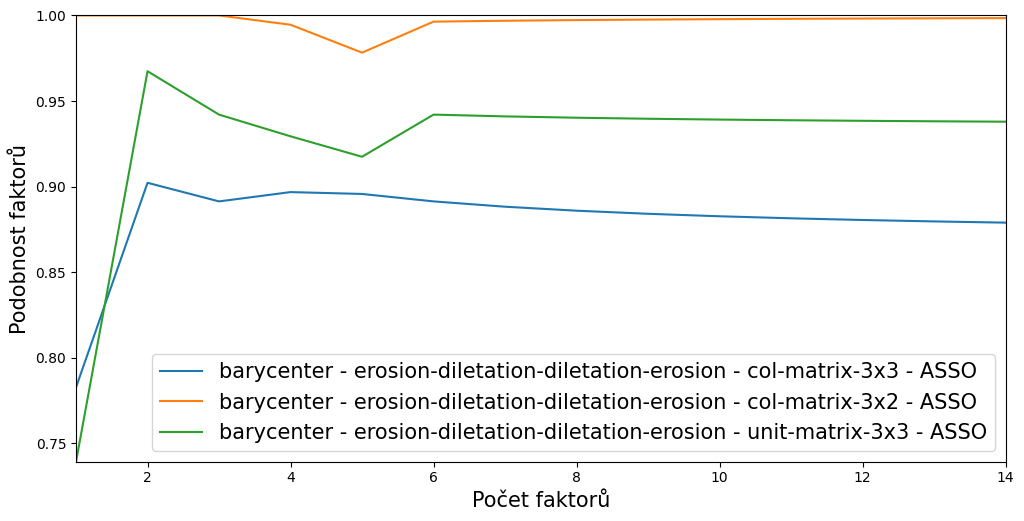 1.00
0.95
0.90
0.85
0.80
0.75
Podobnost faktorů
barycenter - erosion-diletation-diletation-erosion - col-matrix-3x3 - ASSO
barycenter - erosion-diletation-diletation-erosion - col-matrix-3x2 - ASSO
barycenter - erosion-diletation-diletation-erosion - unit-matrix-3x3 - ASSO
2 4 6 8 10 12 14
Počet faktorů